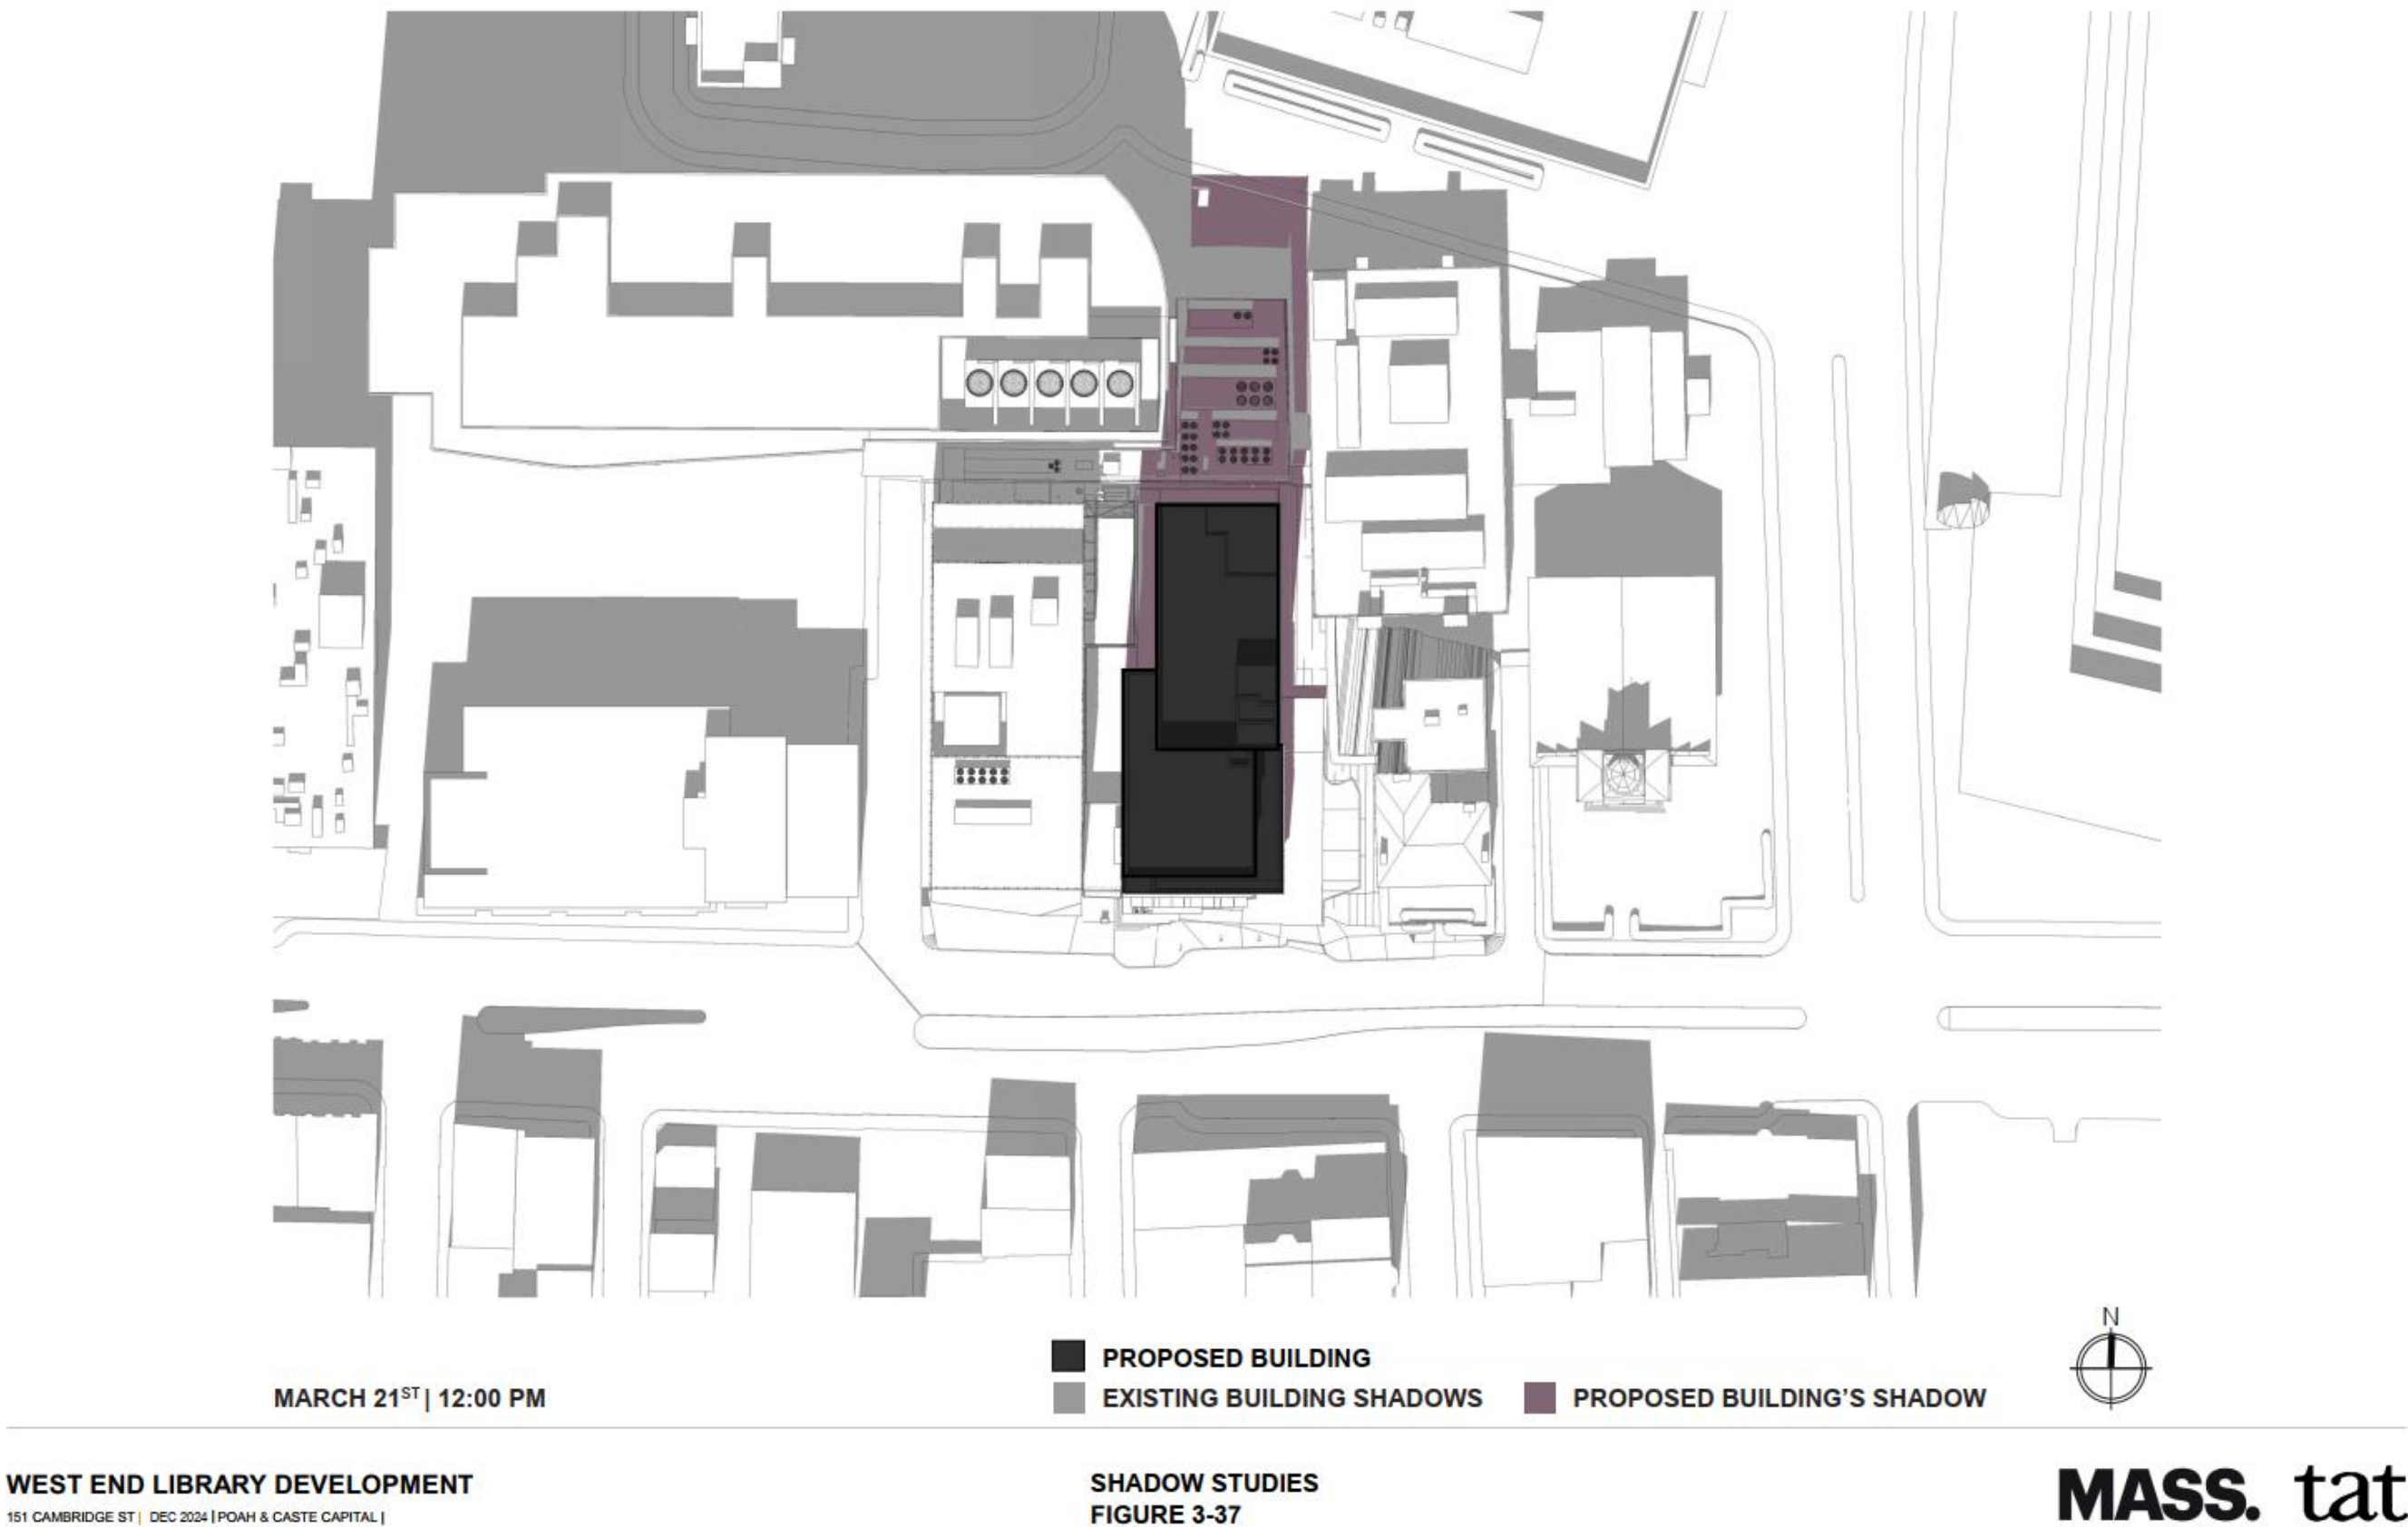 N
PROPOSED BUILDING
MARCH 21ST | 12:00 PM
EXISTING BUILDING SHADOWS
PROPOSED BUILDING'S SHADOW
WEST END LIBRARY DEVELOPMENT
151 CAMBRIDGE ST | DEC 2024 | POAH & CASTE CAPITAL |
SHADOW STUDIES
FIGURE 3-37
MASS. tat